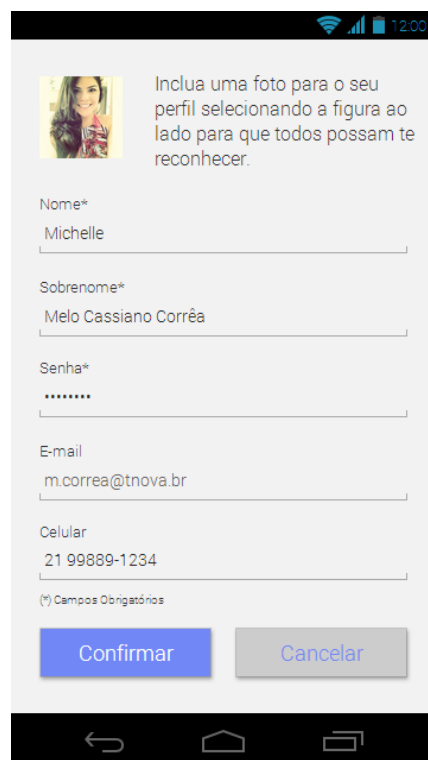 12:00
Inclua uma foto para o seu
perfil selecionando a figura ao
lado para que todos possam te
reconhecer.
Nome*
Michelle
Sobrenome*
Melo Cassiano Corrêa
Senha*
••••••••
E-mail
m.correa@tnova.br
Celular
21 99889-1234
(*) Campos Obrigatórios
Confirmar Cancelar